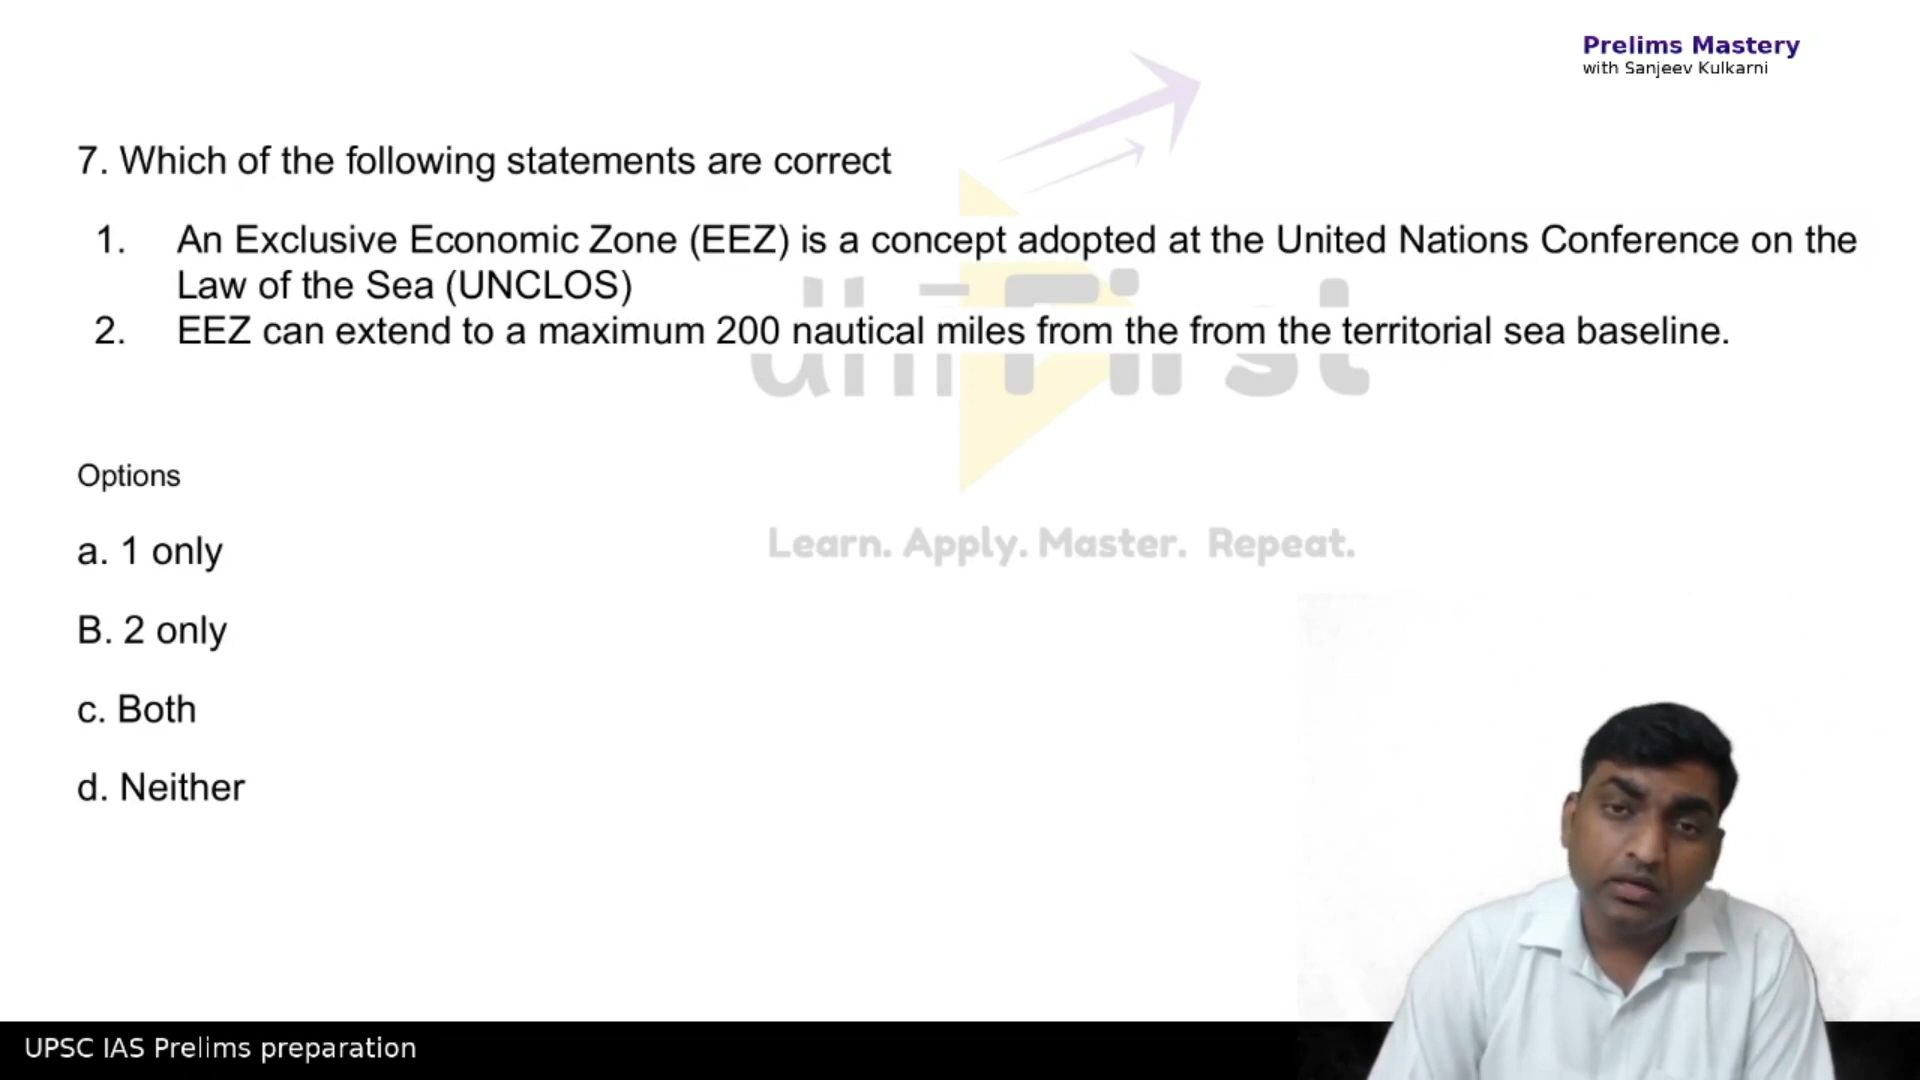 Prelims Mastery
with Sanjeev Kulkarni
7. Which of the following statements are correct
1. An Exclusive Economic Zone (EEZ) is a concept adopted at the United Nations Conference on the
Law of the Sea (UNCLOS)
2. EEZ can extend to a maximum 200 nautical miles from the from the territorial sea baseline.
uniFirst
Options
Learn. Apply. Master. Repeat.
a. 1 only
B. 2 only
c. Both
d. Neither
UPSC IAS Prelims preparation